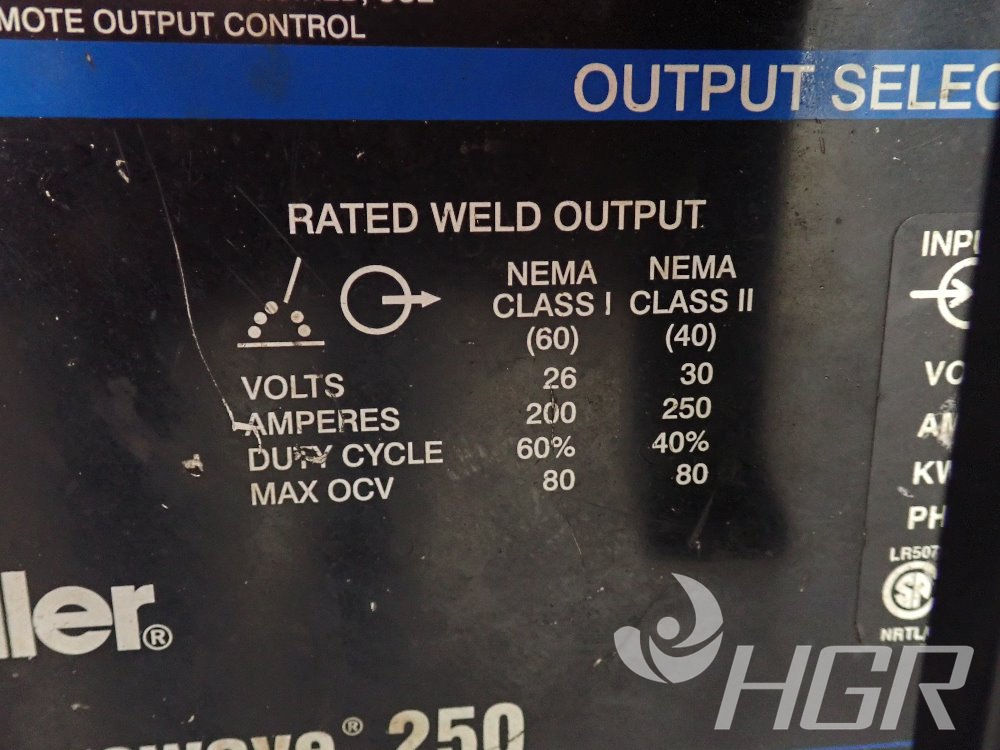 MOTE OUTPUT CONTROL
OUTPUT SELEC
RATED WELD OUTPUT
NEMA CLASS I (60)
NEMA CLASS II (40)
VOLTS 26 30
AMPERES 200 250
DUTY CYCLE 60% 40%
MAX OCV 80 80
INPU
VO
AM
KW
PH
LR507
NRTL
ller®
wave® 250
HGR